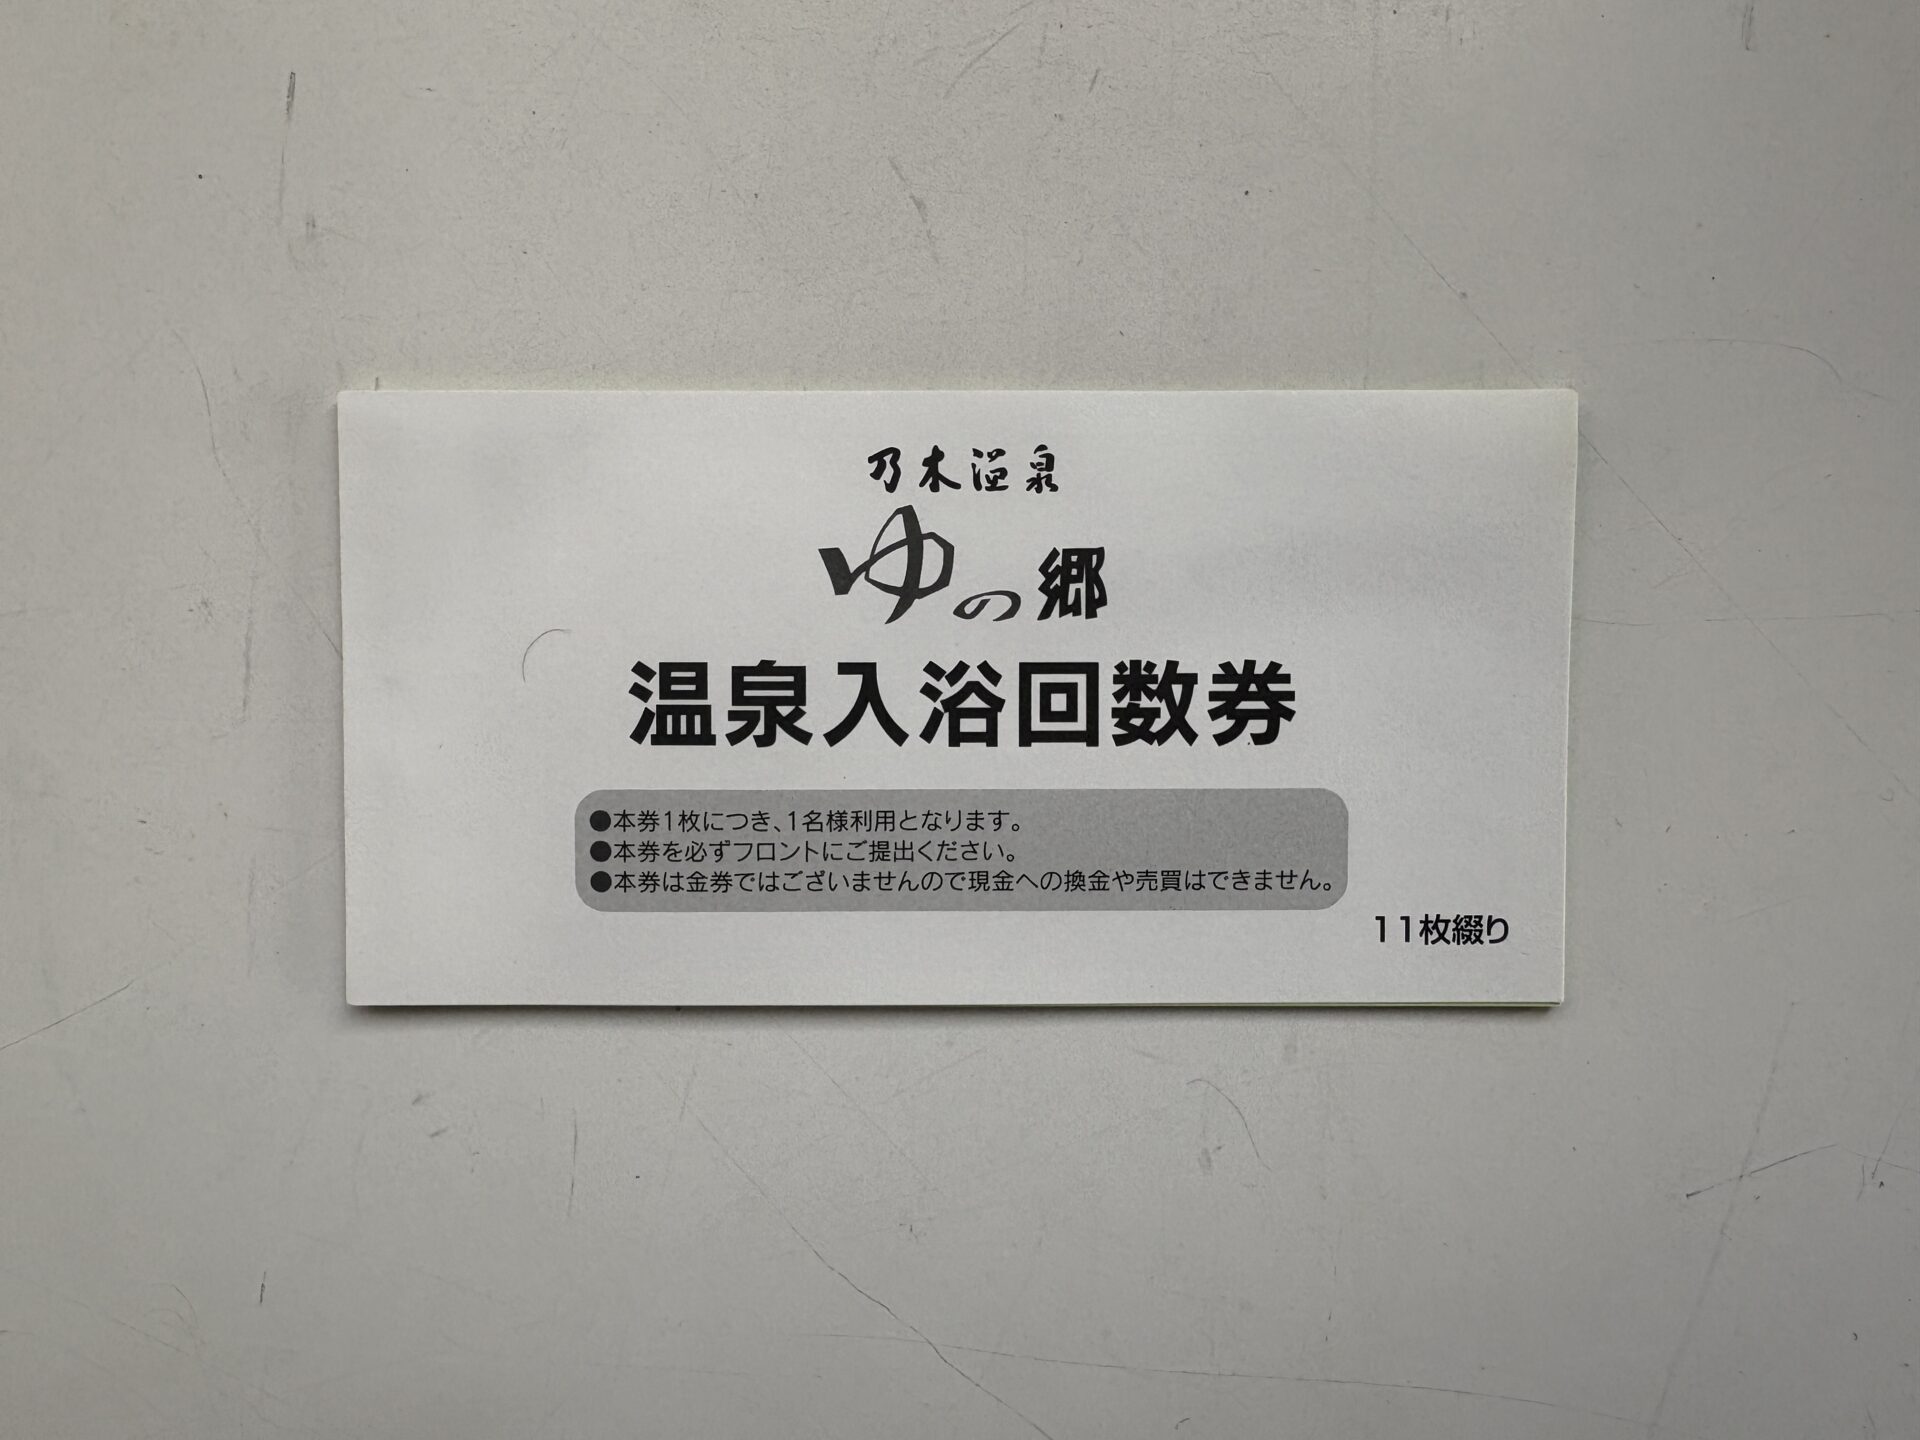 乃木温泉
ゆの郷
温泉入浴回数券
●本券1枚につき、1名様利用となります。
●本券を必ずフロントにご提出ください。
●本券は金券ではございませんので現金への換金や売買はできません。
11枚綴り